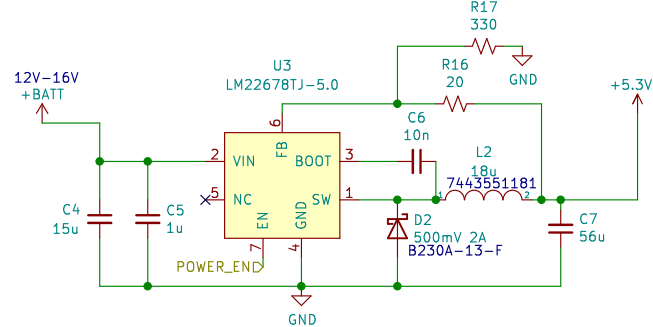 R17
330
GND
R16
20
+5.3V
12V-16V
+BATT
U3
LM22678TJ-5.0
6
FB
C6
10n
2
VIN
BOOT
3
L2
18u
7443551181
1
2
5
NC
SW
1
C4
15u
C5
1u
EN
GND
7
4
D2
500mV 2A
B230A-13-F
C7
56u
POWER_EN
GND